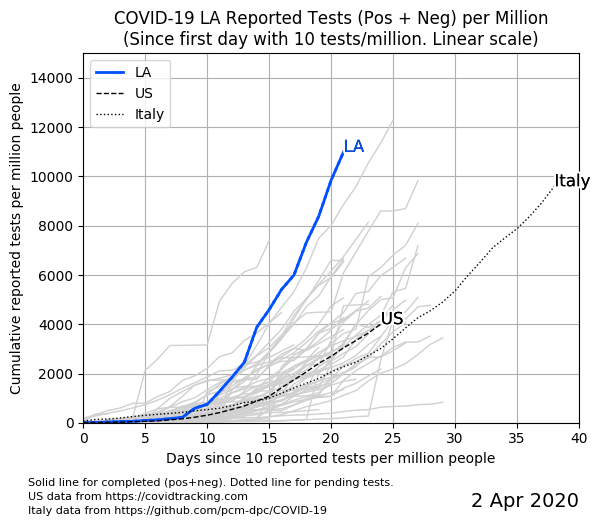 COVID-19 LA Reported Tests (Pos + Neg) per Million
(Since first day with 10 tests/million. Linear scale)
Cumulative reported tests per million people
14000
12000
10000
8000
6000
4000
2000
0
LA
US
Italy
LA
Italy
US
0 5 10 15 20 25 30 35 40
Days since 10 reported tests per million people
Solid line for completed (pos+neg). Dotted line for pending tests.
US data from https://covidtracking.com
Italy data from https://github.com/pcm-dpc/COVID-19
2 Apr 2020